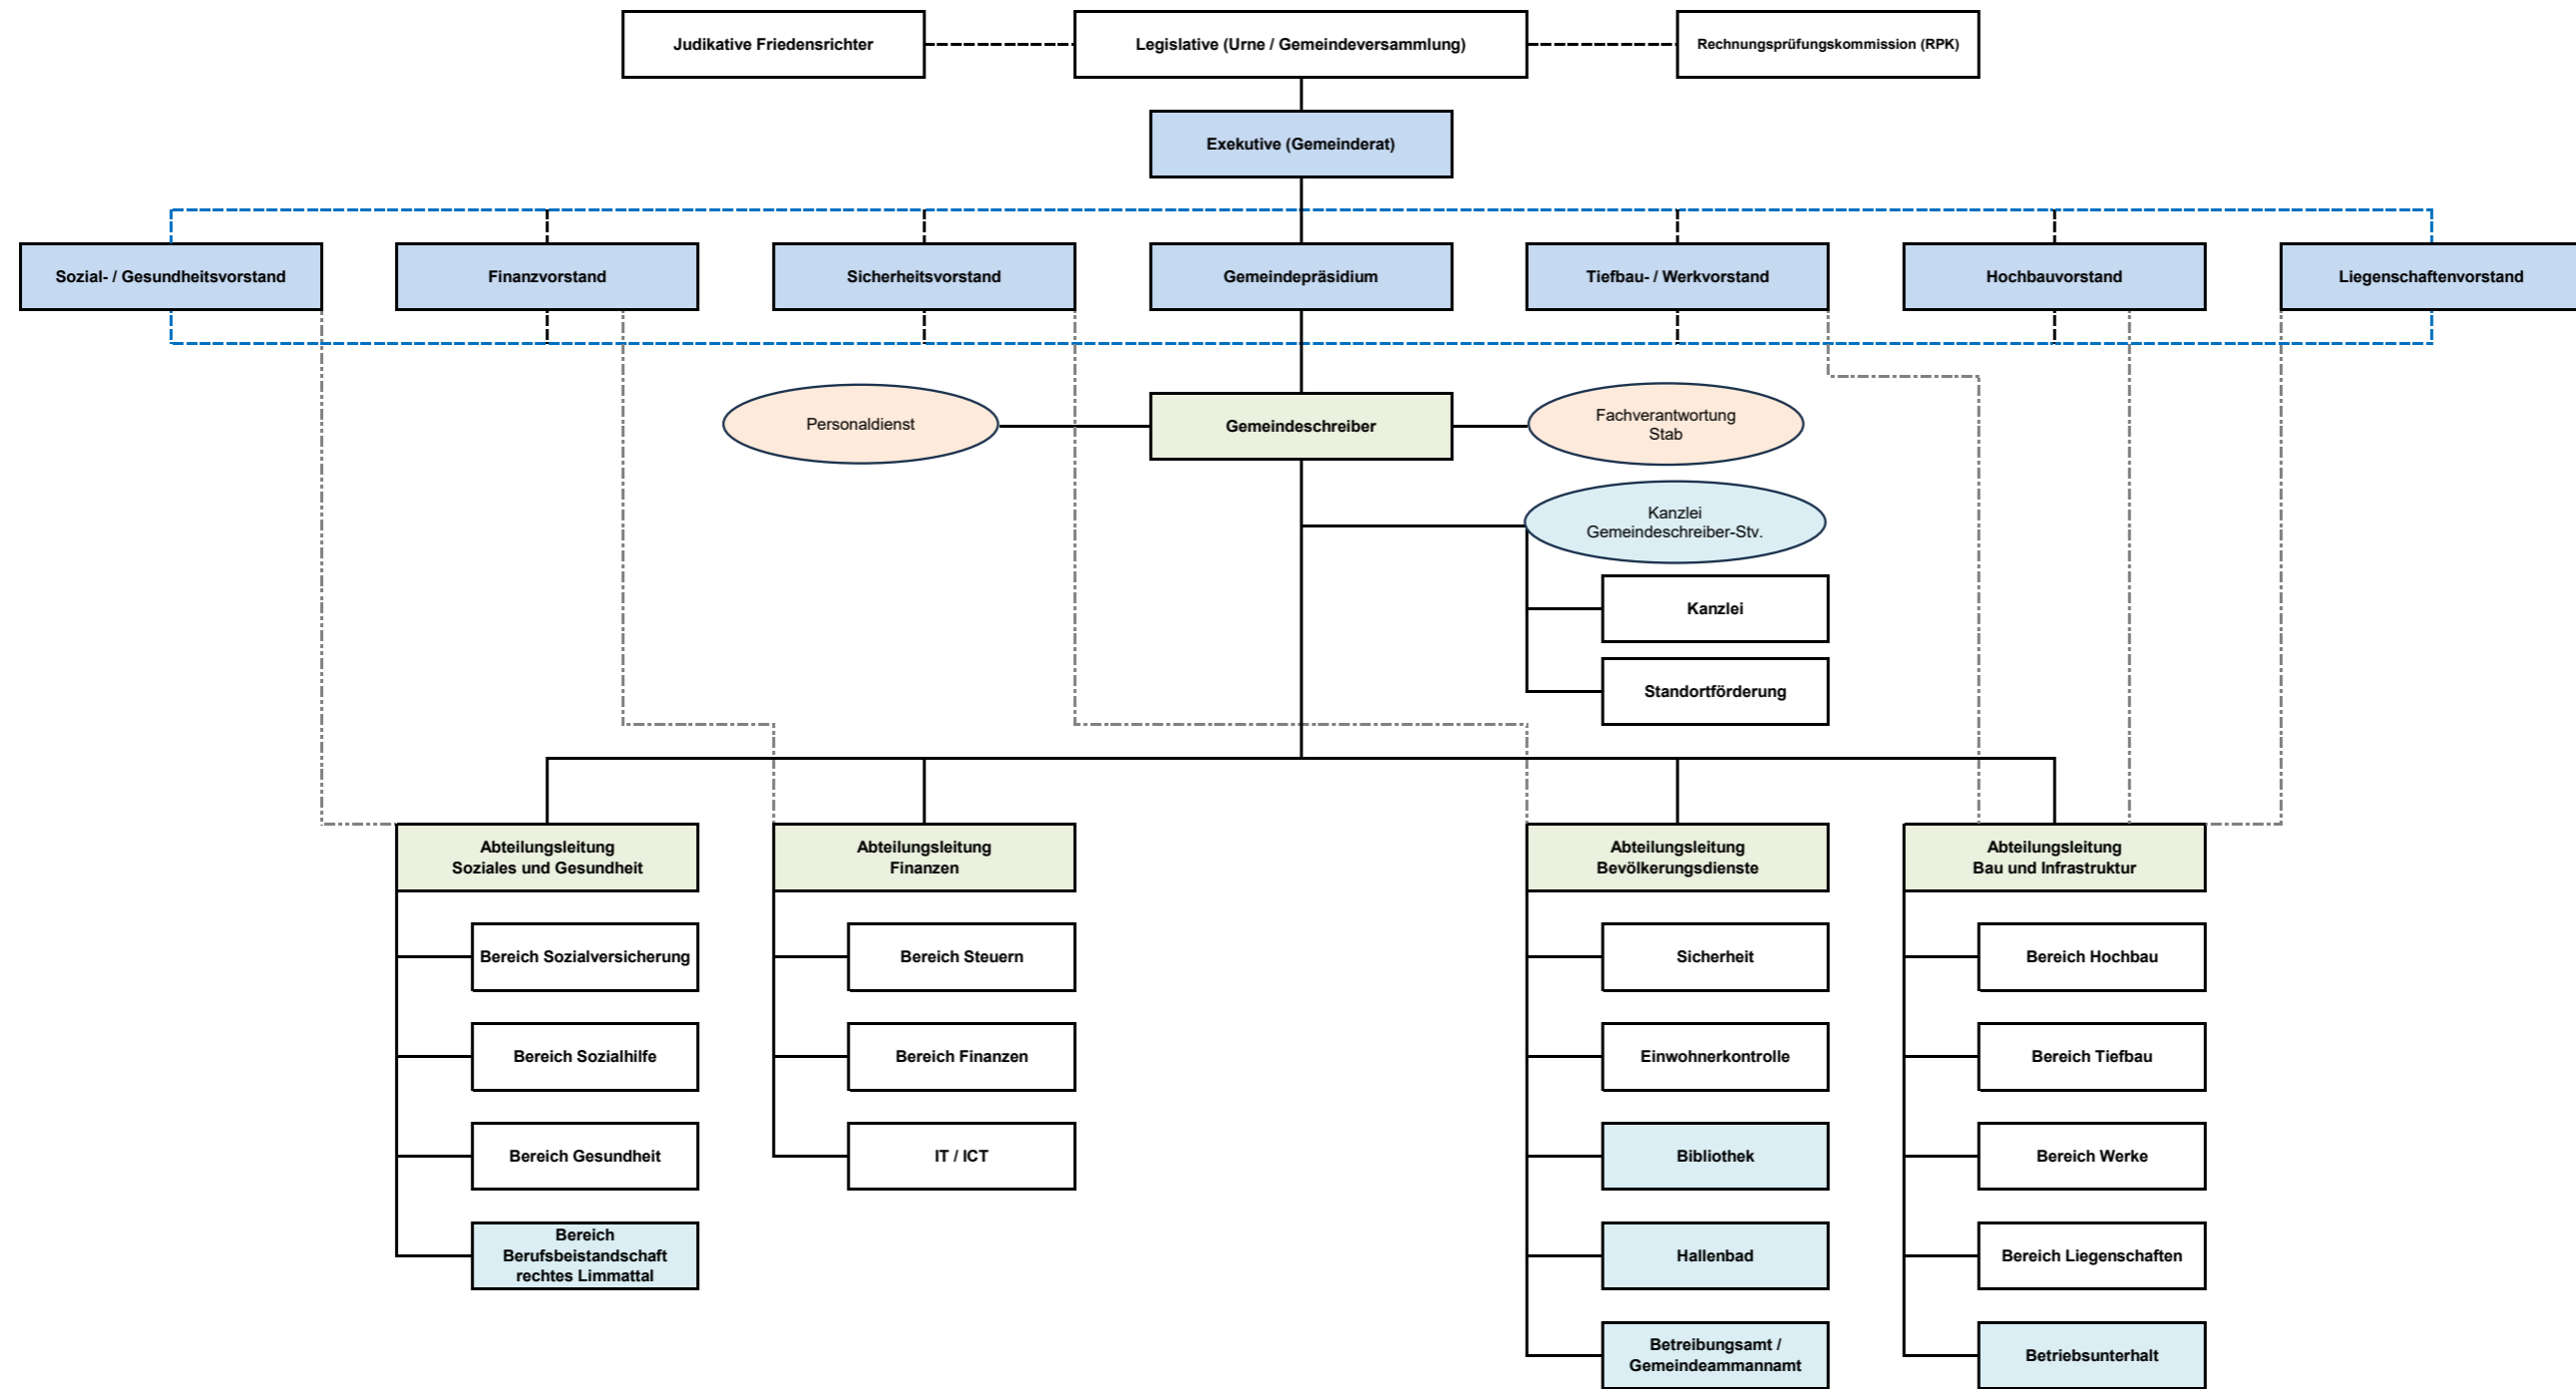 Judikative Friedensrichter
Legislative (Urne / Gemeindeversammlung)
Rechnungsprüfungskommission (RPK)
Exekutive (Gemeinderat)
Sozial- / Gesundheitsvorstand
Finanzvorstand
Sicherheitsvorstand
Gemeindepräsidium
Tiefbau- / Werkvorstand
Hochbauvorstand
Liegenschaftenvorstand
Personaldienst
Gemeindeschreiber
Fachverantwortung
Stab
Kanzlei
Gemeindeschreiber-Stv.
Kanzlei
Standortförderung
Abteilungsleitung
Soziales und Gesundheit
Bereich Sozialversicherung
Bereich Sozialhilfe
Bereich Gesundheit
Bereich
Berufsbeistandschaft
rechtes Limmattal
Abteilungsleitung
Finanzen
Bereich Steuern
Bereich Finanzen
IT / ICT
Abteilungsleitung
Bevölkerungsdienste
Sicherheit
Einwohnerkontrolle
Bibliothek
Hallenbad
Betreibungsamt /
Gemeindeammannamt
Abteilungsleitung
Bau und Infrastruktur
Bereich Hochbau
Bereich Tiefbau
Bereich Werke
Bereich Liegenschaften
Betriebsunterhalt